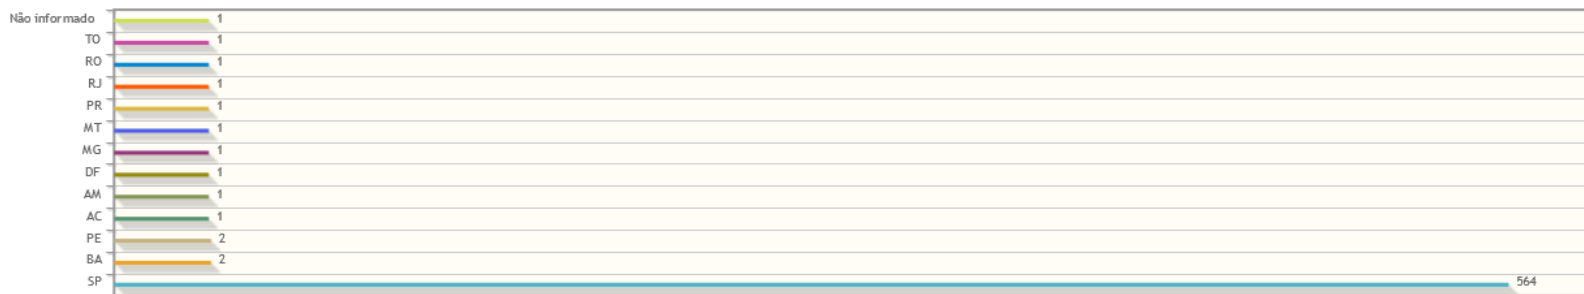 Não informado 1
TO 1
RO 1
RJ 1
PR 1
MT 1
MG 1
DF 1
AM 1
AC 1
PE 2
BA 2
SP 564